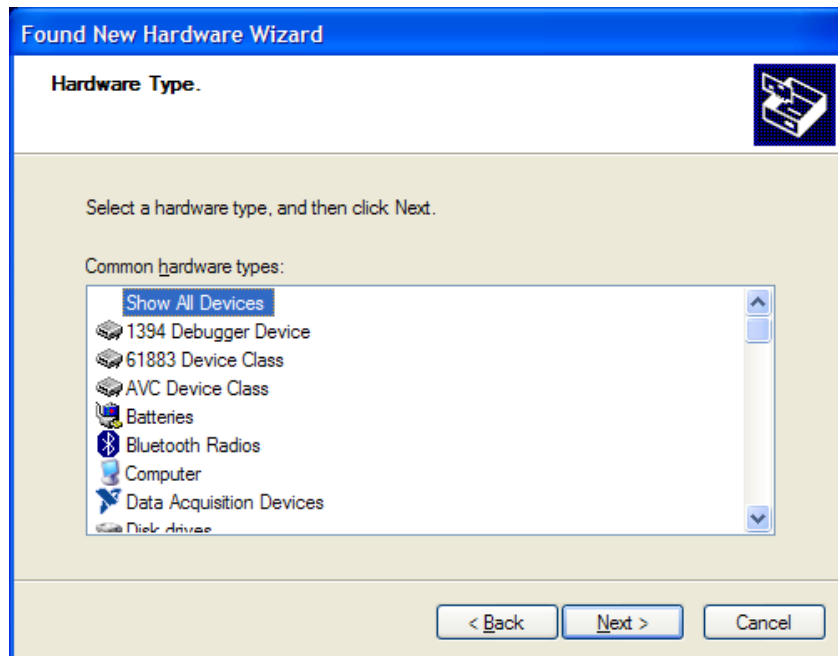 Found New Hardware Wizard
Hardware Type.
Select a hardware type, and then click Next.
Common hardware types:
Show All Devices
1394 Debugger Device
61883 Device Class
AVC Device Class
Batteries
Bluetooth Radios
Computer
Data Acquisition Devices
Disk drives
< Back Next > Cancel